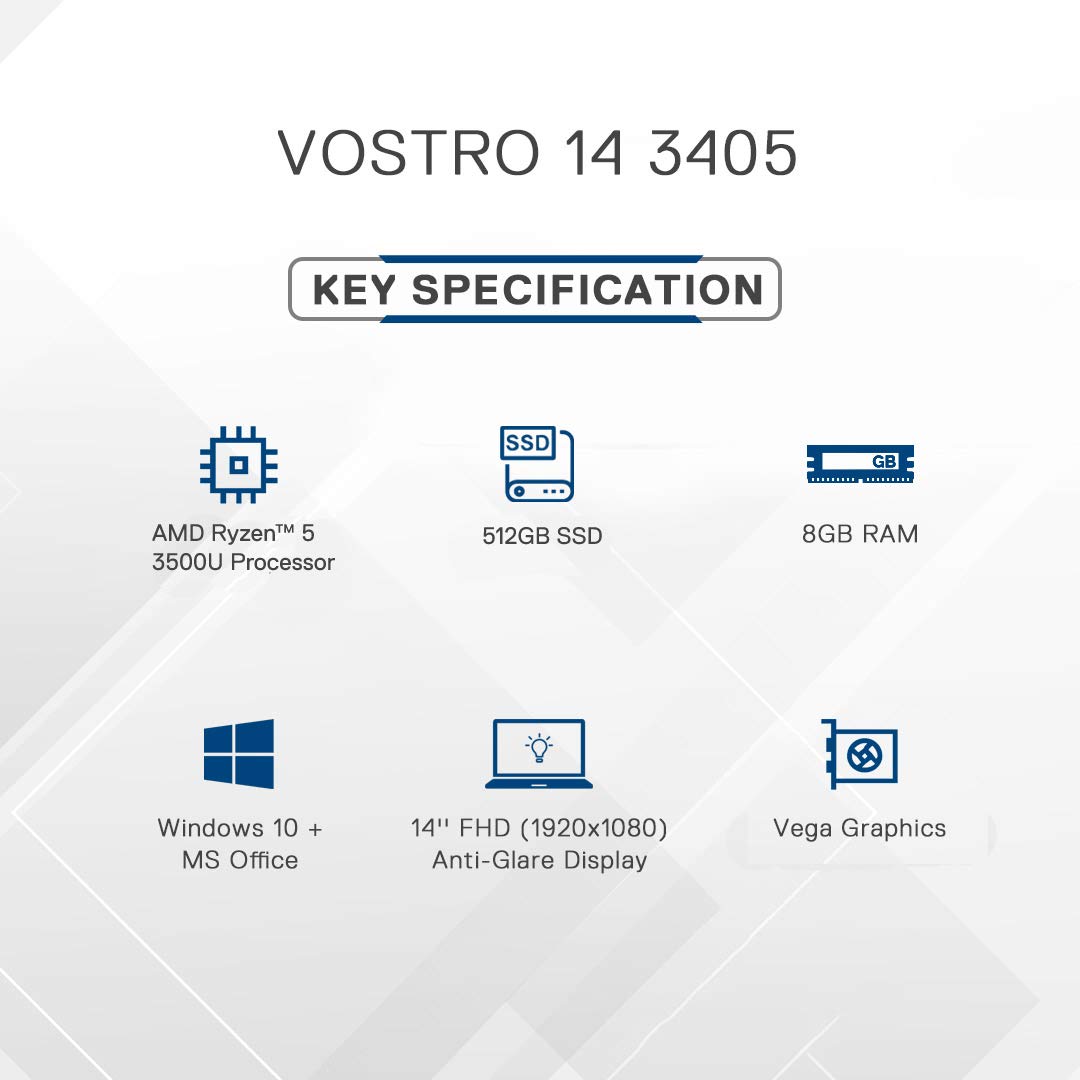 VOSTRO 14 3405
KEY SPECIFICATION
SSD
GB
AMD Ryzen™ 5
3500U Processor
512GB SSD
8GB RAM
Windows 10 +
MS Office
14'' FHD (1920x1080)
Anti-Glare Display
Vega Graphics